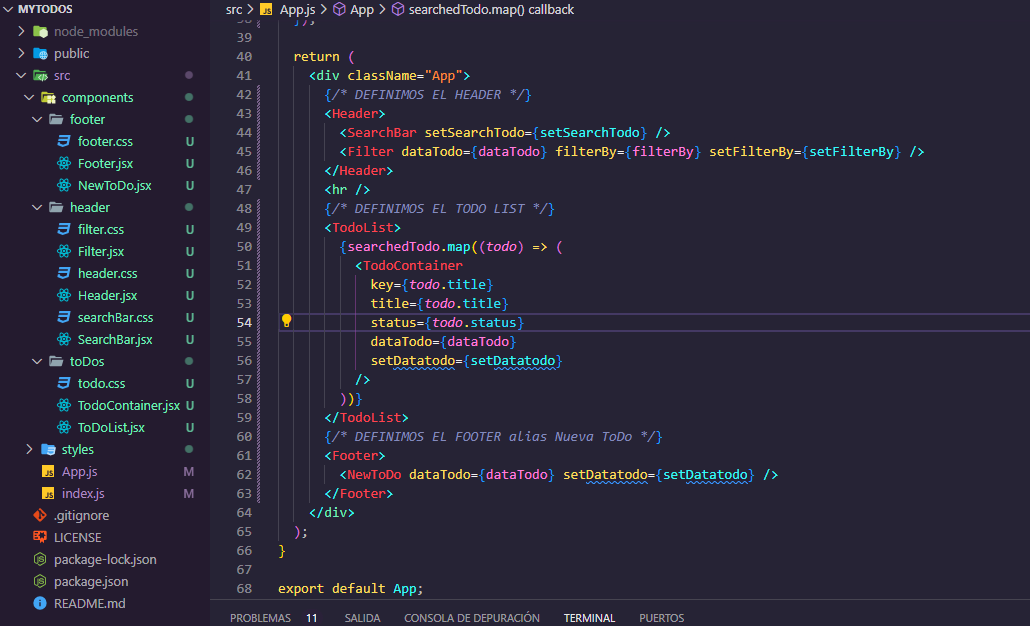 MYTODOS
node_modules
public
src
components
footer
footer.css U
Footer.jsx U
NewToDo.jsx U
header
filter.css U
Filter.jsx U
header.css U
Header.jsx U
searchBar.css U
SearchBar.jsx U
toDos
todo.css U
TodoContainer.jsx U
ToDoList.jsx U
styles
JS App.js M
JS index.js M
.gitignore
LICENSE
package-lock.json
package.json
README.md
src > JS App.js > App > searchedTodo.map() callback
38 });
39
40 return (
41 <div className="App">
42 {/* DEFINIMOS EL HEADER */}
43 <Header>
44 <SearchBar setSearchTodo={setSearchTodo} />
45 <Filter dataTodo={dataTodo} filterBy={filterBy} setFilterBy={setFilterBy} />
46 </Header>
47 <hr />
48 {/* DEFINIMOS EL TODO LIST */}
49 <TodoList>
50 {searchedTodo.map((todo) => (
51 <TodoContainer
52 key={todo.title}
53 title={todo.title}
54 status={todo.status}
55 dataTodo={dataTodo}
56 setDatatodo={setDatatodo}
57 />
58 ))}
59 </TodoList>
60 {/* DEFINIMOS EL FOOTER alias Nueva ToDo */}
61 <Footer>
62 <NewToDo dataTodo={dataTodo} setDatatodo={setDatatodo} />
63 </Footer>
64 </div>
65 );
66 }
67
68 export default App;
PROBLEMAS 11 SALIDA CONSOLA DE DEPURACIÓN TERMINAL PUERTOS